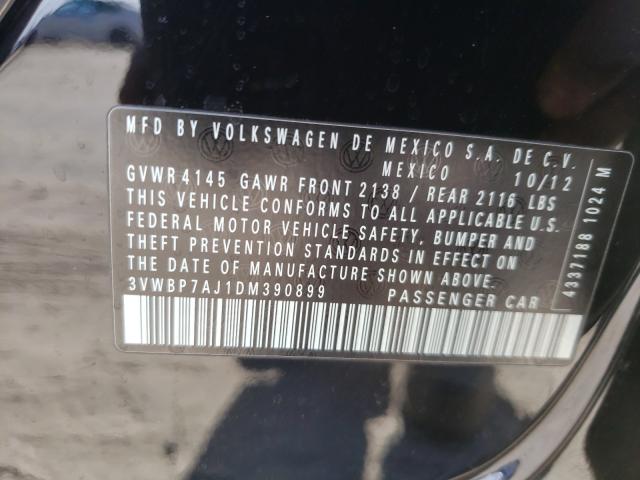 MFD BY VOLKSWAGEN DE MEXICO S.A. DE C.V.
MEXICO 10/12
GVWR 4145 GAWR FRONT 2138 / REAR 2116 LBS
THIS VEHICLE CONFORMS TO ALL APPLICABLE U.S.
FEDERAL MOTOR VEHICLE SAFETY, BUMPER AND
THEFT PREVENTION STANDARDS IN EFFECT ON
THE DATE OF MANUFACTURE SHOWN ABOVE.
3VWBP7AJ1DM390899 PASSENGER CAR
4337188 1024 M